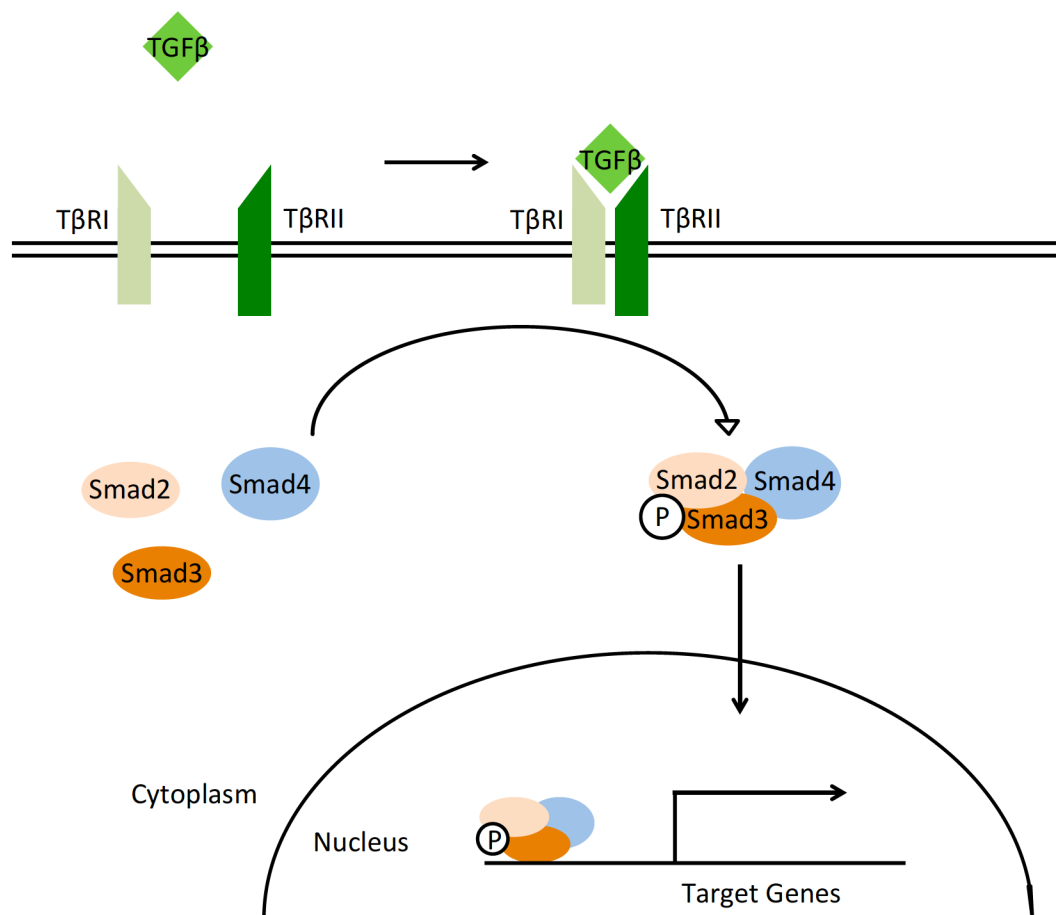 TGFβ
TGFβ
TβRI
TβRII
TβRI
TβRII
Smad2
Smad4
Smad3
Smad2
Smad4
P
Smad3
Cytoplasm
Nucleus
P
Target Genes